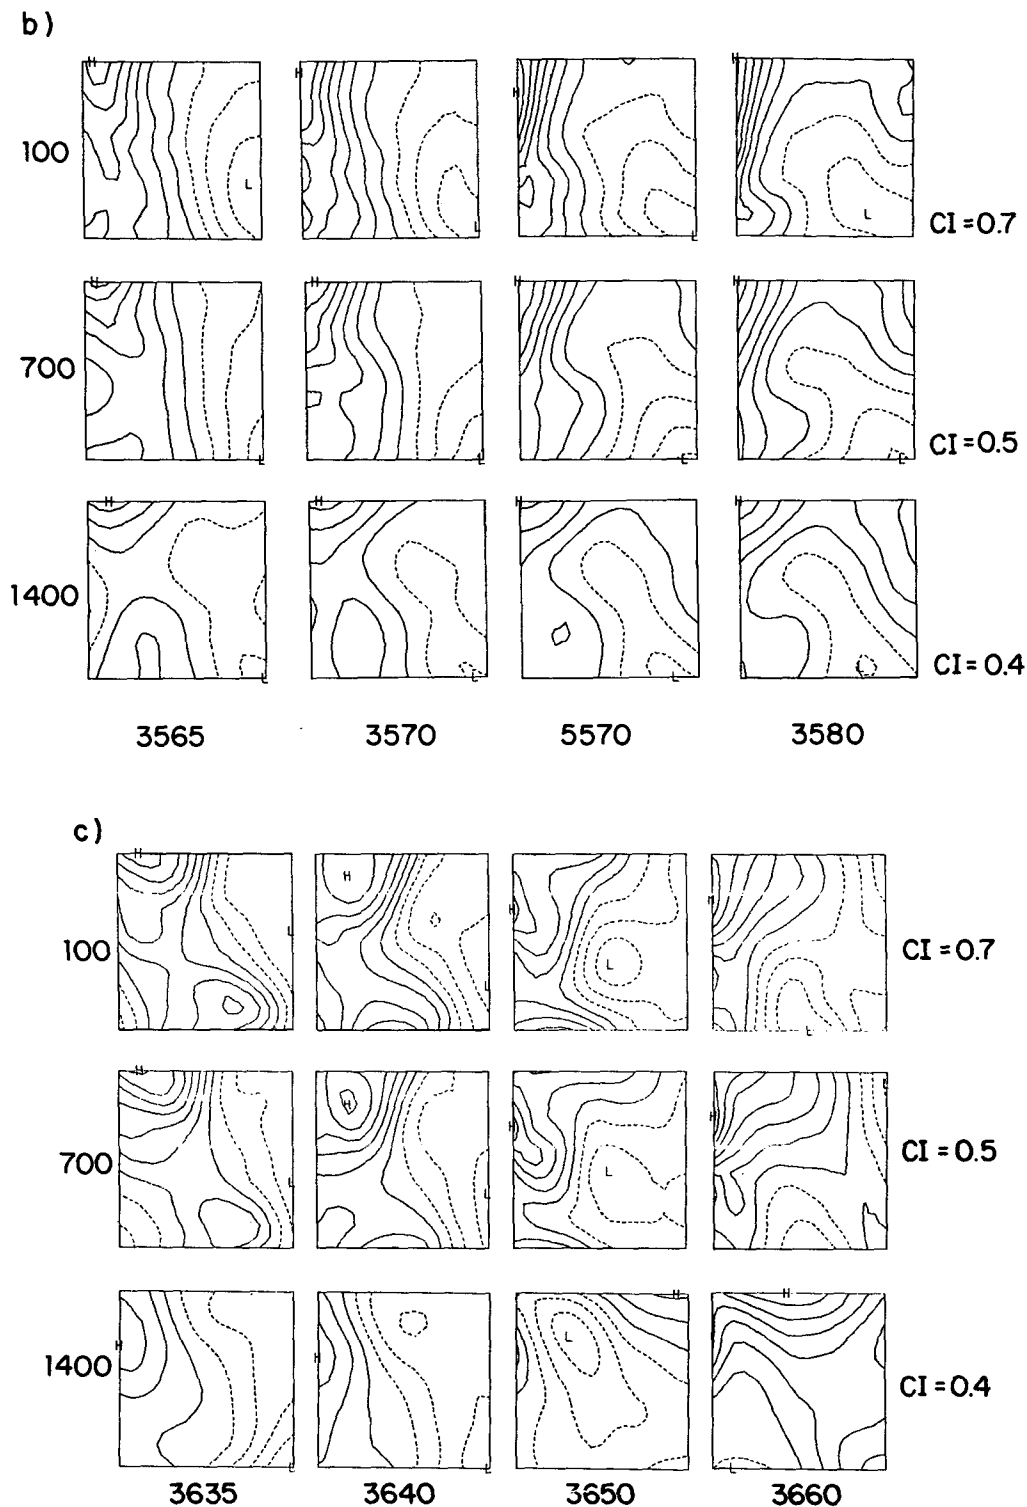 b)
H H H H
100 L L L L CI=0.7
H H H H
700 L L L L CI=0.5
H H H H
1400 L L L L CI=0.4
3565 3570 5570 3580
c)
H H H H
100 L L L L CI=0.7
H H H H
700 L L L L CI=0.5
H H H H
1400 L L L L CI=0.4
3635 3640 3650 3660